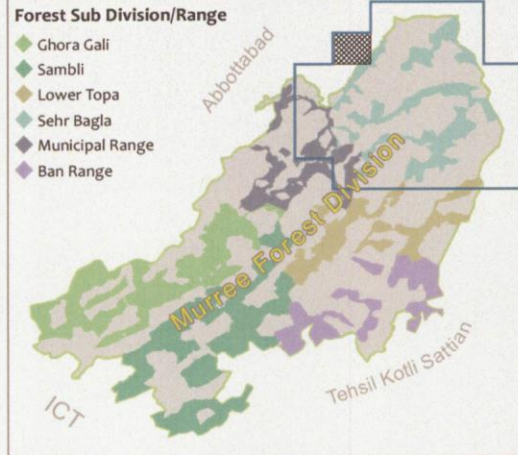 Forest Sub Division/Range
Ghora Gali
Sambli
Lower Topa
Sehr Bagla
Municipal Range
Ban Range
Abbottabad
Murree Forest Division
Tehsil Kotli Sattian
ICT